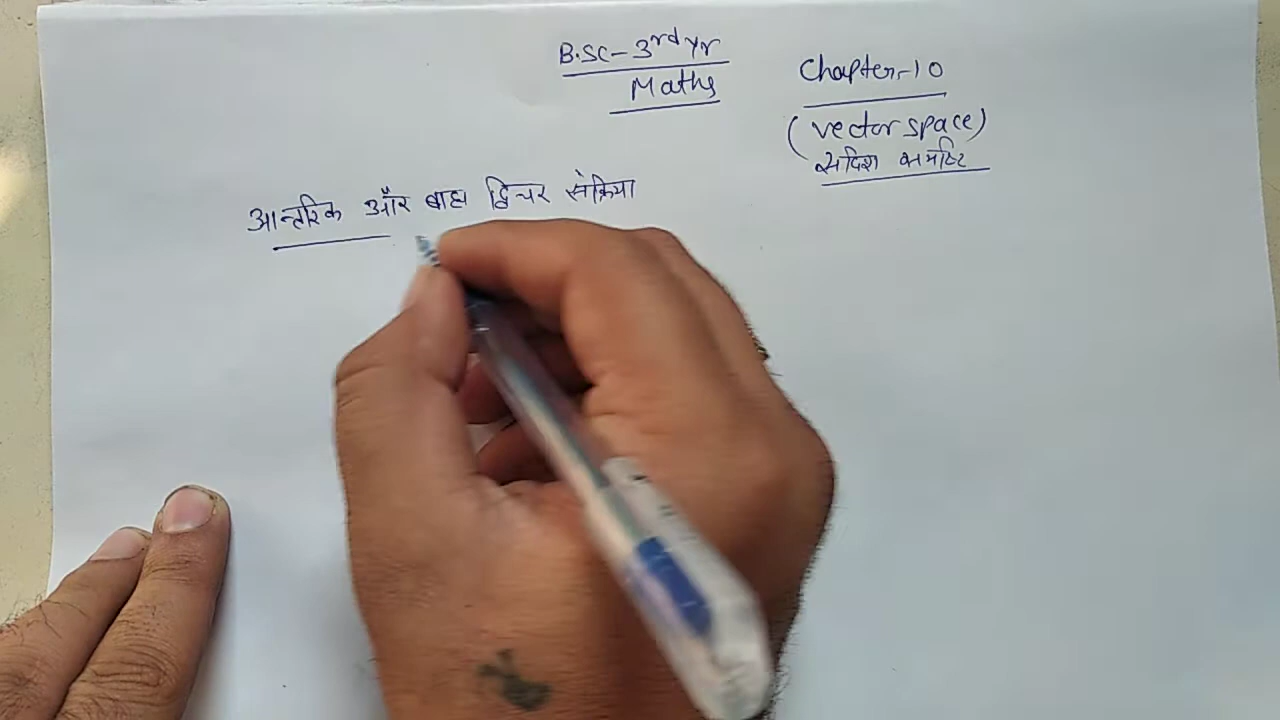 B.SC-3rd yr
Maths
Chapter-10
(vector space)
सदिश समष्टि
आन्तरिक और बाह्य द्विचर संक्रिया